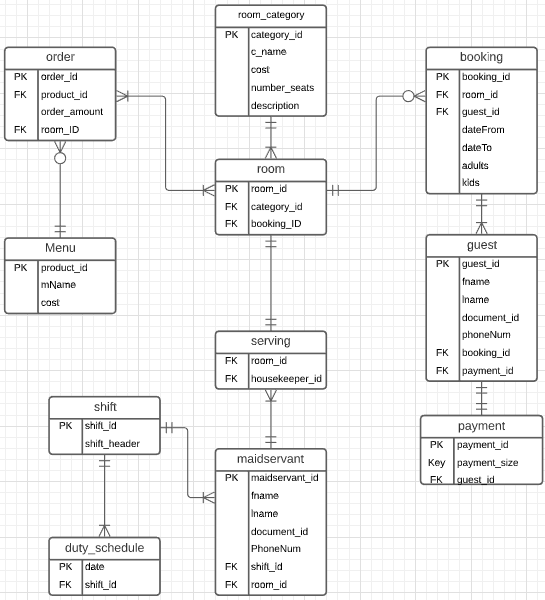 room_category
PK category_id
c_name
cost
number_seats
description
order
PK order_id
FK product_id
order_amount
FK room_ID
booking
PK booking_id
FK room_id
FK guest_id
dateFrom
dateTo
adults
kids
room
PK room_id
FK category_id
FK booking_ID
Menu
PK product_id
mName
cost
guest
PK guest_id
fname
lname
document_id
phoneNum
FK booking_id
FK payment_id
serving
FK room_id
FK housekeeper_id
shift
PK shift_id
shift_header
payment
PK payment_id
Key payment_size
FK guest_id
maidservant
PK maidservant_id
fname
lname
document_id
PhoneNum
FK shift_id
FK room_id
duty_schedule
PK date
FK shift_id